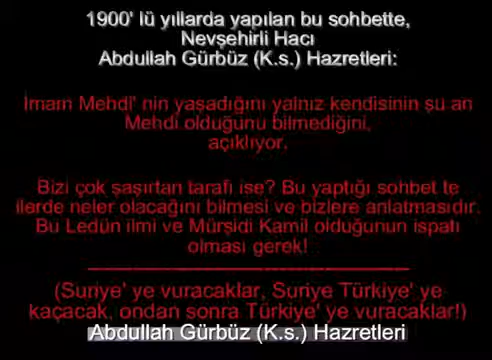 1900' lü yıllarda yapılan bu sohbette,
Nevşehirli Hacı
Abdullah Gürbüz (K.s.) Hazretleri:
İmam Mehdi' nin yaşadığını yalnız kendisinin şu an
Mehdi olduğunu bilmediğini,
açıklıyor.
Bizi çok şaşırtan tarafı ise? Bu yaptığı sohbet te
ilerde neler olacağını bilmesi ve bizlere anlatmasıdır.
Bu Ledün ilmi ve Mürşidi Kamil olduğunun ispatı
olması gerek!
(Suriye' ye vuracaklar, Suriye Türkiye' ye
kaçacak, ondan sonra Türkiye' ye vuracaklar!)
Abdullah Gürbüz (K.s.) Hazretleri